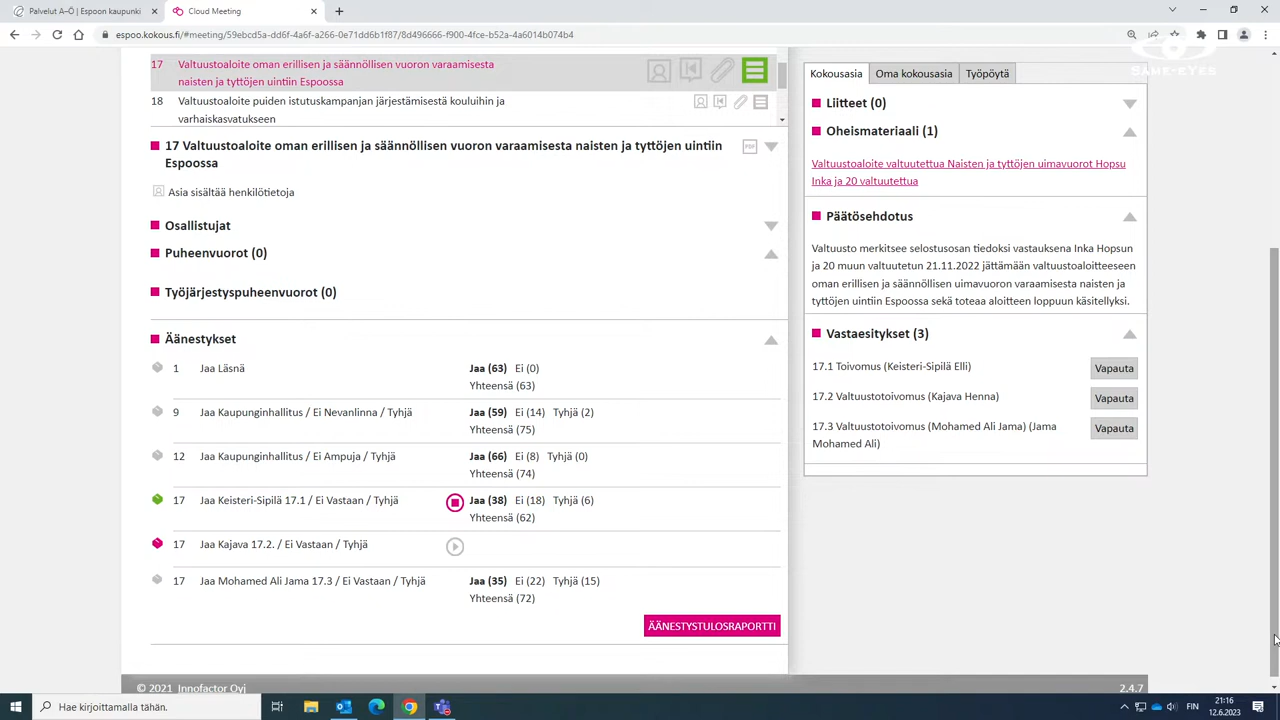 Palvelut A–Ö | Espoon kaupunki
Cloud Meeting
espoo.kokous.fi/#meeting/59ebcd5a-dd6f-4a6f-a266-0e71dd6b1f87/8d496666-f900-4fce-b52a-4a6014b074b4
SAME-EYES
17 Valtuustoaloite oman erillisen ja säännöllisen vuoron varaamisesta
naisten ja tyttöjen uintiin Espoossa
18 Valtuustoaloite puiden istutuskampanjan järjestämisestä kouluihin ja
varhaiskasvatukseen
17 Valtuustoaloite oman erillisen ja säännöllisen vuoron varaamisesta naisten ja tyttöjen uintiin
Espoossa
PDF
Asia sisältää henkilötietoja
Osallistujat
Puheenvuorot (0)
Työjärjestyspuheenvuorot (0)
Äänestykset
1 Jaa Läsnä Jaa (63) Ei (0)
Yhteensä (63)
9 Jaa Kaupunginhallitus / Ei Nevanlinna / Tyhjä Jaa (59) Ei (14) Tyhjä (2)
Yhteensä (75)
12 Jaa Kaupunginhallitus / Ei Ampuja / Tyhjä Jaa (66) Ei (8) Tyhjä (0)
Yhteensä (74)
17 Jaa Keisteri-Sipilä 17.1 / Ei Vastaan / Tyhjä Jaa (38) Ei (18) Tyhjä (6)
Yhteensä (62)
17 Jaa Kajava 17.2. / Ei Vastaan / Tyhjä
17 Jaa Mohamed Ali Jama 17.3 / Ei Vastaan / Tyhjä Jaa (35) Ei (22) Tyhjä (15)
Yhteensä (72)
ÄÄNESTYSTULOSRAPORTTI
Kokousasia Oma kokousasia Työpöytä
Liitteet (0)
Oheismateriaali (1)
Valtuustoaloite valtuutettua Naisten ja tyttöjen uimavuorot Hopsu
Inka ja 20 valtuutettua
Päätösehdotus
Valtuusto merkitsee selostusosan tiedoksi vastauksena Inka Hopsun
ja 20 muun valtuutetun 21.11.2022 jättämään valtuustoaloitteeseen
oman erillisen ja säännöllisen uimavuoron varaamisesta naisten ja
tyttöjen uintiin Espoossa sekä toteaa aloitteen loppuun käsitellyksi.
Vastaesitykset (3)
17.1 Toivomus (Keisteri-Sipilä Elli) Vapauta
17.2 Valtuustotoivomus (Kajava Henna) Vapauta
17.3 Valtuustotoivomus (Mohamed Ali Jama) (Jama Vapauta
Mohamed Ali)
© 2021 Innofactor Oyj 2.4.7
Hae kirjoittamalla tähän.
FIN
21:16
12.6.2023